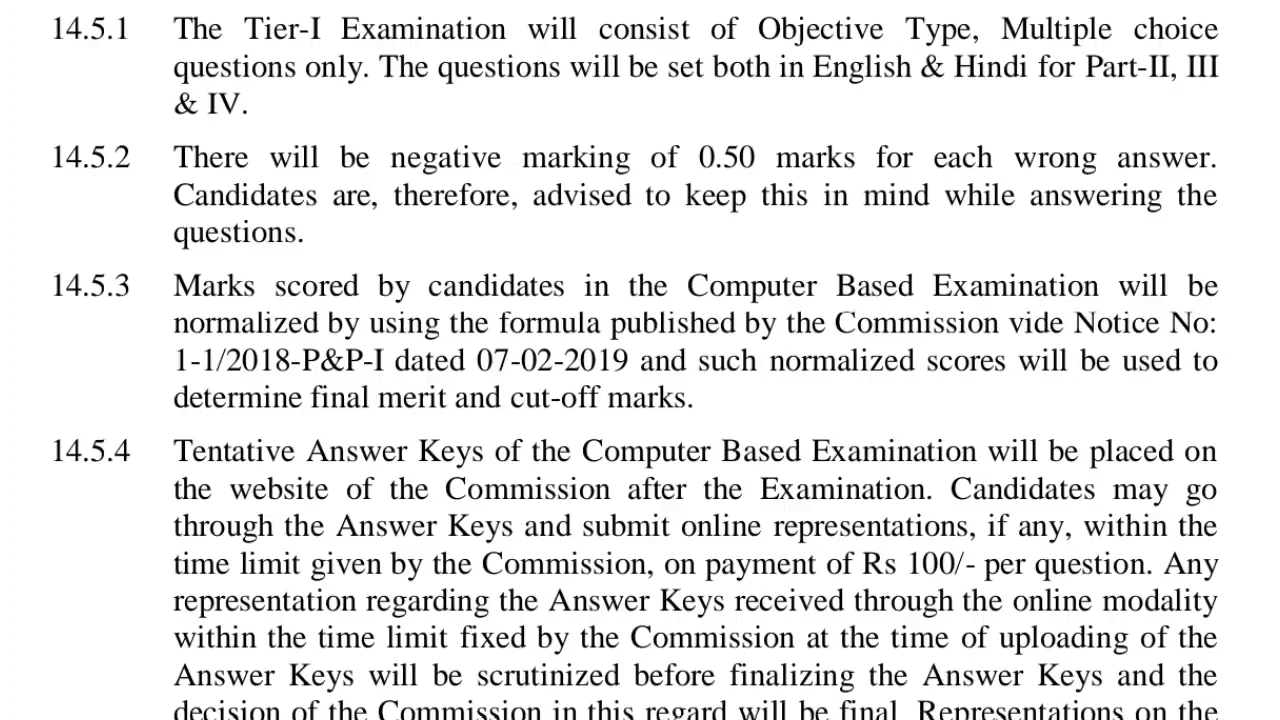 14.5.1 The Tier-I Examination will consist of Objective Type, Multiple choice
questions only. The questions will be set both in English & Hindi for Part-II, III
& IV.
14.5.2 There will be negative marking of 0.50 marks for each wrong answer.
Candidates are, therefore, advised to keep this in mind while answering the
questions.
14.5.3 Marks scored by candidates in the Computer Based Examination will be
normalized by using the formula published by the Commission vide Notice No:
1-1/2018-P&P-I dated 07-02-2019 and such normalized scores will be used to
determine final merit and cut-off marks.
14.5.4 Tentative Answer Keys of the Computer Based Examination will be placed on
the website of the Commission after the Examination. Candidates may go
through the Answer Keys and submit online representations, if any, within the
time limit given by the Commission, on payment of Rs 100/- per question. Any
representation regarding the Answer Keys received through the online modality
within the time limit fixed by the Commission at the time of uploading of the
Answer Keys will be scrutinized before finalizing the Answer Keys and the
decision of the Commission in this regard will be final. Representations on the